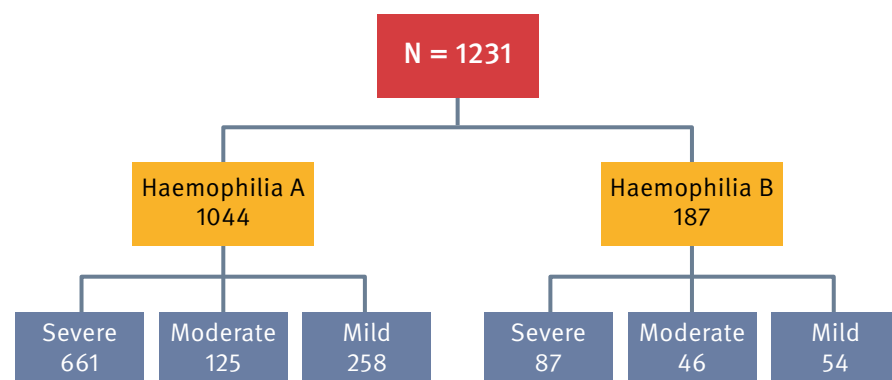 N = 1231
Haemophilia A
1044
Haemophilia B
187
Severe
661
Moderate
125
Mild
258
Severe
87
Moderate
46
Mild
54